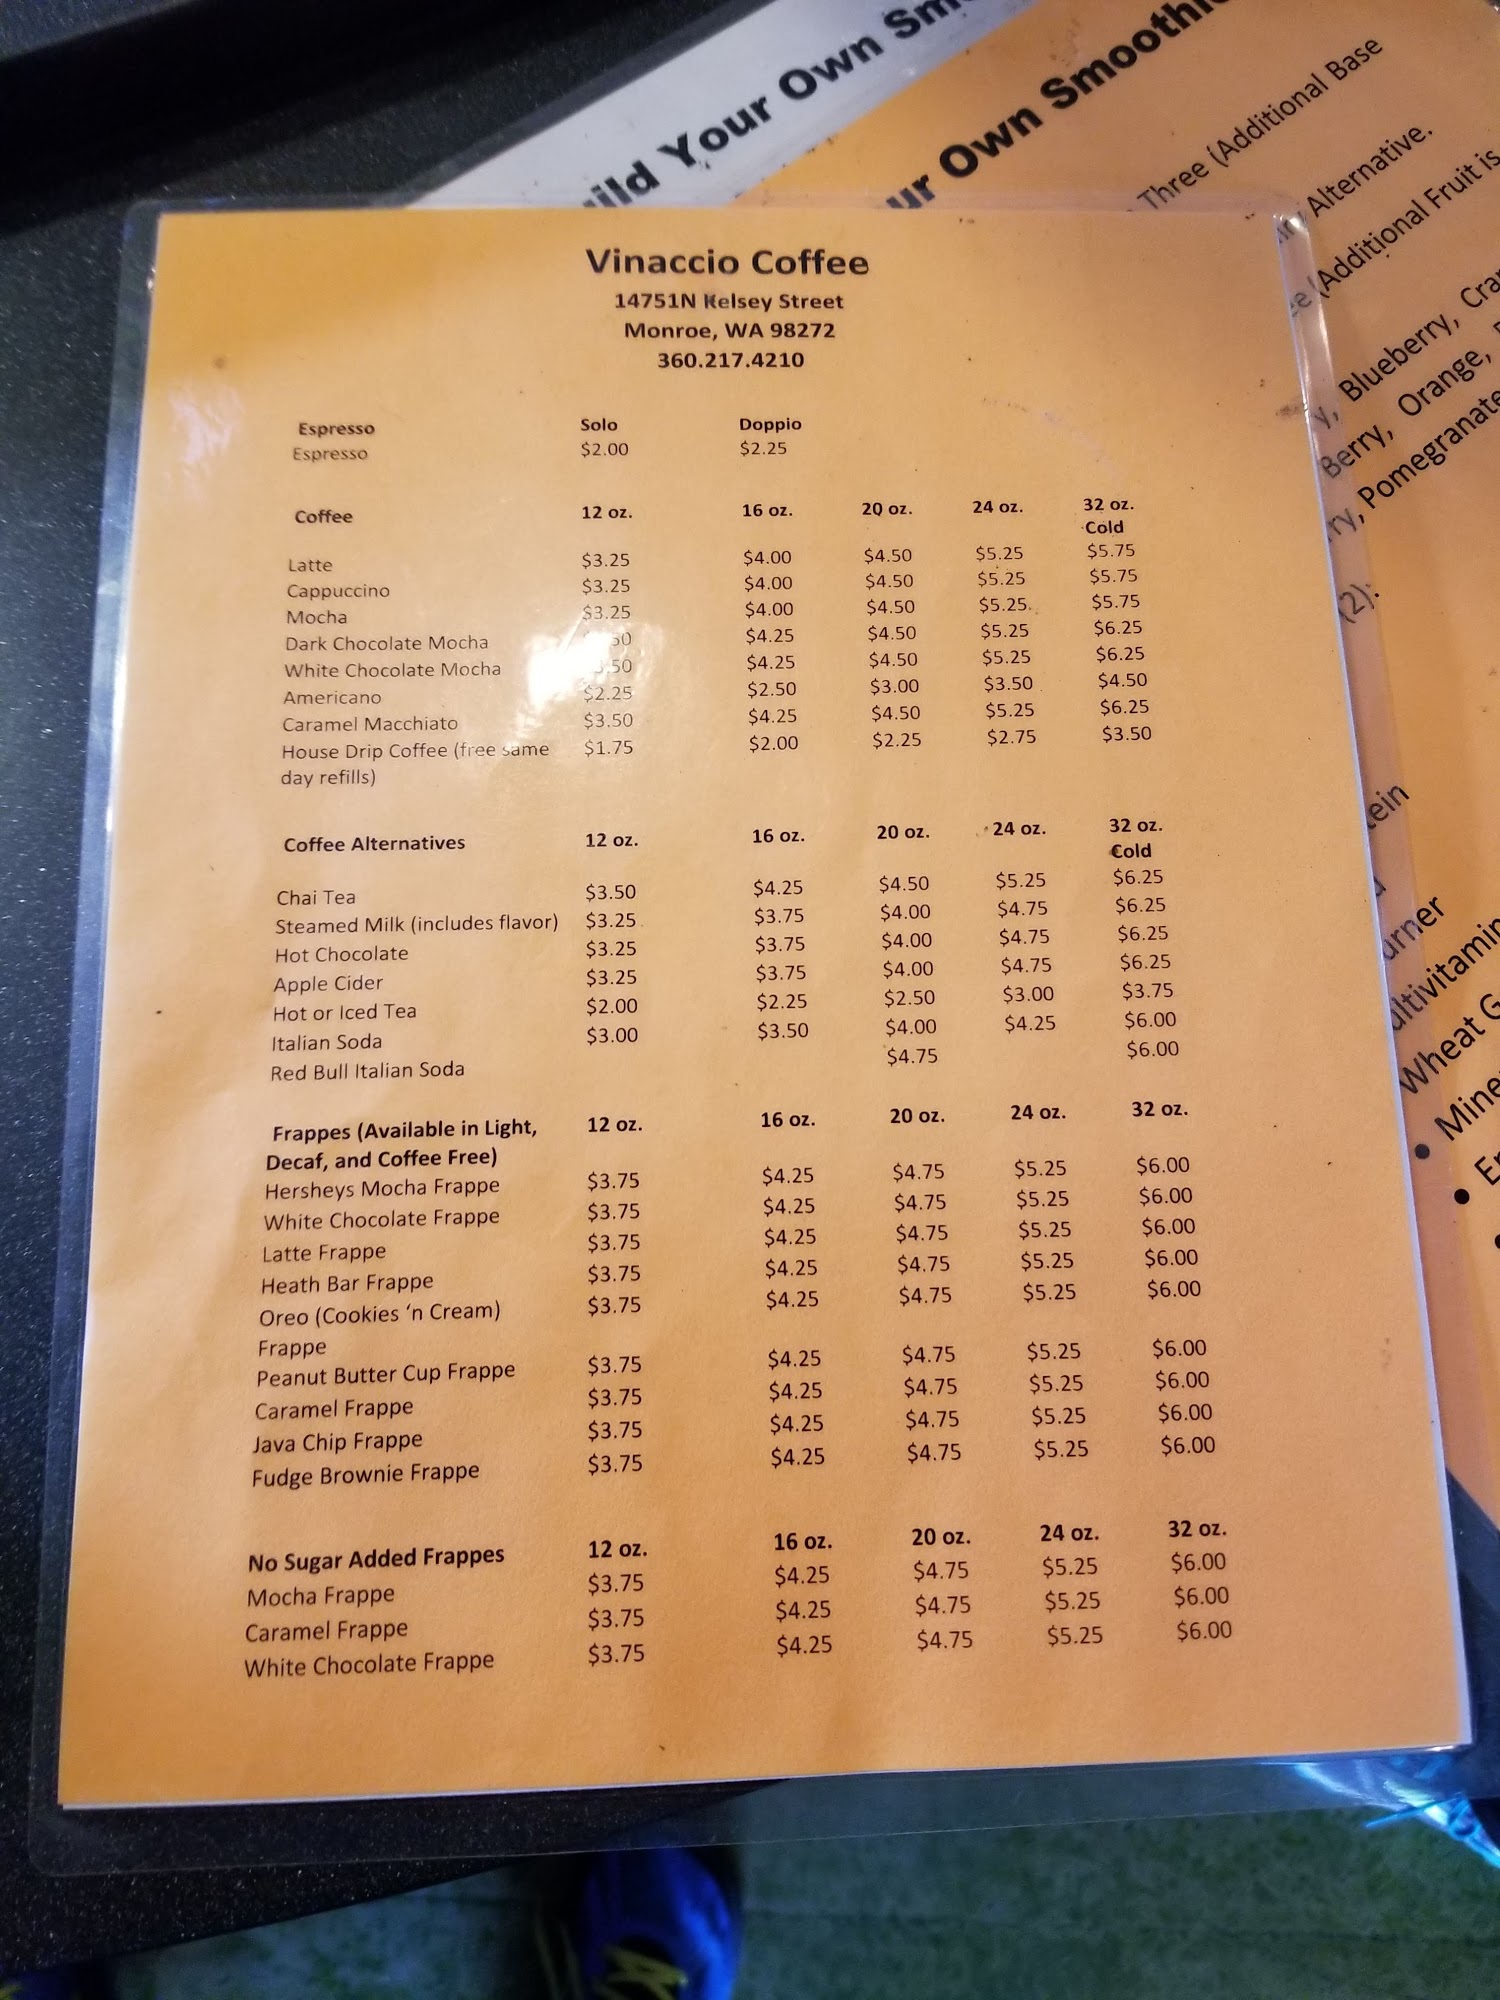 Build Your Own Sm
ur Own Smoothi
Three (Additional Base
Alternative.
(Additional Fruit is
Blueberry, Cra
Berry, Orange,
Pomegranate
(2):
Wheat G
Vinaccio Coffee
14751N Kelsey Street
Monroe, WA 98272
360.217.4210
Espresso Solo Doppio
Espresso $2.00 $2.25
Coffee 12 oz. 16 oz. 20 oz. 24 oz. 32 oz.
Cold
Latte $3.25 $4.00 $4.50 $5.25 $5.75
Cappuccino $3.25 $4.00 $4.50 $5.25 $5.75
Mocha $3.25 $4.00 $4.50 $5.25 $5.75
Dark Chocolate Mocha $4.25 $4.50 $5.25 $6.25
White Chocolate Mocha $4.25 $4.50 $5.25 $6.25
Americano $2.25 $2.50 $3.00 $3.50 $4.50
Caramel Macchiato $3.50 $4.25 $4.50 $5.25 $6.25
House Drip Coffee (free same $1.75 $2.00 $2.25 $2.75 $3.50
day refills)
Coffee Alternatives 12 oz. 16 oz. 20 oz. 24 oz. 32 oz.
Cold
Chai Tea $3.50 $4.25 $4.50 $5.25 $6.25
Steamed Milk (includes flavor) $3.25 $3.75 $4.00 $4.75 $6.25
Hot Chocolate $3.25 $3.75 $4.00 $4.75 $6.25
Apple Cider $3.25 $3.75 $4.00 $4.75 $6.25
Hot or Iced Tea $2.00 $2.25 $2.50 $3.00 $3.75
Italian Soda $3.00 $3.50 $4.00 $4.25 $6.00
Red Bull Italian Soda $4.75 $6.00
Frappes (Available in Light, 12 oz. 16 oz. 20 oz. 24 oz. 32 oz.
Decaf, and Coffee Free)
Hersheys Mocha Frappe $3.75 $4.25 $4.75 $5.25 $6.00
White Chocolate Frappe $3.75 $4.25 $4.75 $5.25 $6.00
Latte Frappe $3.75 $4.25 $4.75 $5.25 $6.00
Heath Bar Frappe $3.75 $4.25 $4.75 $5.25 $6.00
Oreo (Cookies ‘n Cream) $3.75 $4.25 $4.75 $5.25 $6.00
Frappe
Peanut Butter Cup Frappe $3.75 $4.25 $4.75 $5.25 $6.00
Caramel Frappe $3.75 $4.25 $4.75 $5.25 $6.00
Java Chip Frappe $3.75 $4.25 $4.75 $5.25 $6.00
Fudge Brownie Frappe $3.75 $4.25 $4.75 $5.25 $6.00
No Sugar Added Frappes 12 oz. 16 oz. 20 oz. 24 oz. 32 oz.
Mocha Frappe $3.75 $4.25 $4.75 $5.25 $6.00
Caramel Frappe $3.75 $4.25 $4.75 $5.25 $6.00
White Chocolate Frappe $3.75 $4.25 $4.75 $5.25 $6.00